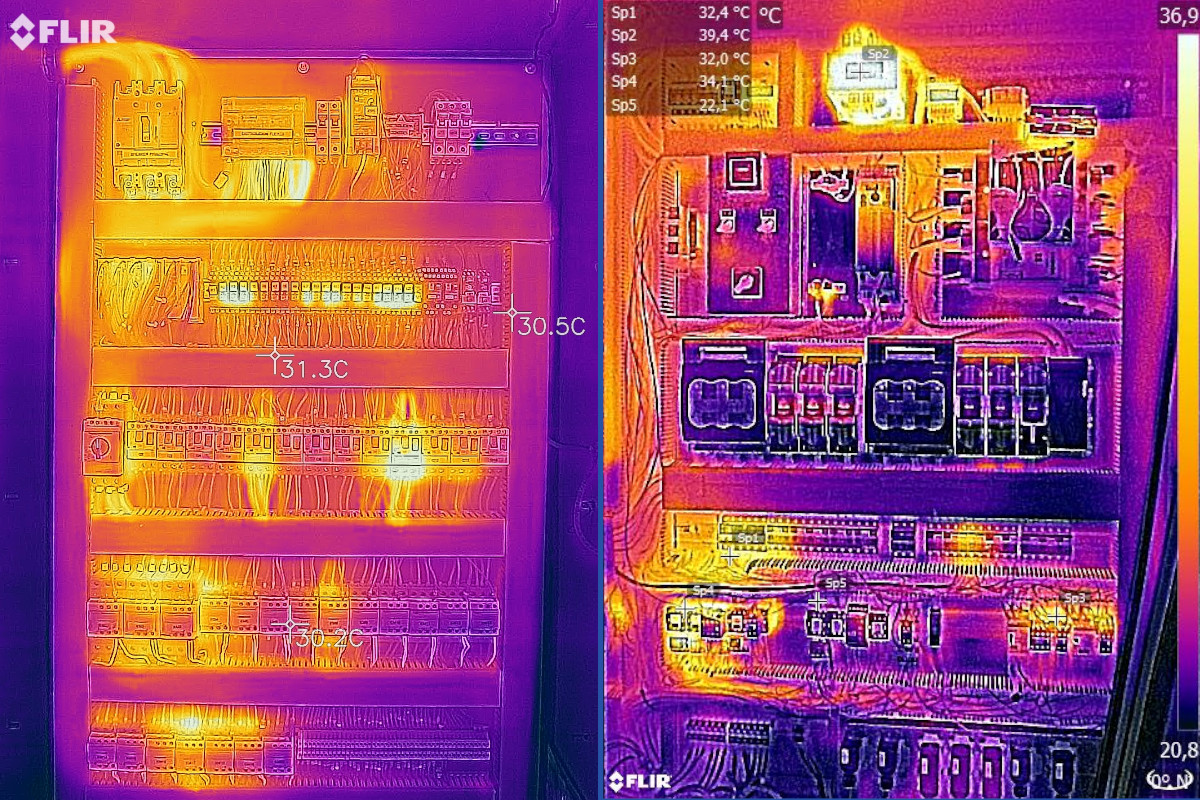 FLIR
30.5C
31.3C
30.2C
Sp1 32,4 °C
Sp2 39,4 °C
Sp3 32,0 °C
Sp4 34,1 °C
Sp5 22,1 °C
°C
36,9
Sp2
Sp1
Sp4
Sp5
Sp3
20,8
FLIR